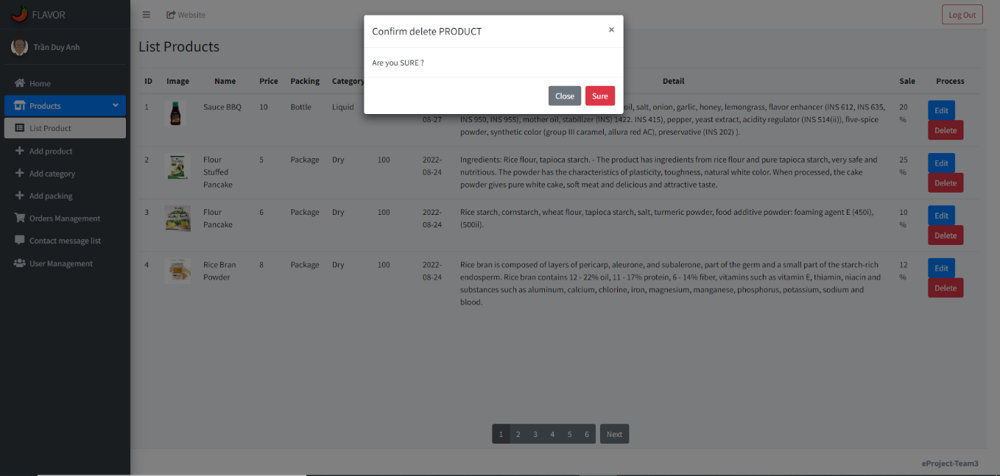 FLAVOR
Website
Log Out
Trần Duy Anh
Home
Products
List Product
Add product
Add category
Add packing
Orders Management
Contact message list
User Management
Confirm delete PRODUCT
×
Are you SURE ?
Close
Sure
List Products
ID Image Name Price Packing Category Detail Sale Process
1
Sauce BBQ
10
Bottle
Liquid
08-27
oil, salt, onion, garlic, honey, lemongrass, flavor enhancer (INS 612, INS 635,
INS 950, INS 955), mother oil, stabilizer (INS) 1422. INS 415), pepper, yeast extract, acidity regulator (INS 514(ii)), five-spice
powder, synthetic color (group III caramel, allura red AC), preservative (INS 202) ).
20
%
Edit
Delete
2
Flour
Stuffed
Pancake
5
Package
Dry
100
2022-
08-24
Ingredients: Rice flour, tapioca starch. - The product has ingredients from rice flour and pure tapioca starch, very safe and
nutritious. The powder has the characteristics of plasticity, toughness, natural white color. When processed, the cake
powder gives pure white cake, soft meat and delicious and attractive taste.
25
%
Edit
Delete
3
Flour
Pancake
6
Package
Dry
100
2022-
08-24
Rice starch, cornstarch, wheat flour, tapioca starch, salt, turmeric powder, food additive powder: foaming agent E (450i),
(500ii).
10
%
Edit
Delete
4
Rice Bran
Powder
8
Package
Dry
100
2022-
08-24
Rice bran is composed of layers of pericarp, aleurone, and subalerone, part of the germ and a small part of the starch-rich
endosperm. Rice bran contains 12 - 22% oil, 11 - 17% protein, 6 - 14% fiber, vitamins such as vitamin E, thiamin, niacin and
substances such as aluminum, calcium, chlorine, iron, magnesium, manganese, phosphorus, potassium, sodium and
blood.
12
%
Edit
Delete
1 2 3 4 5 6 Next
eProject-Team3